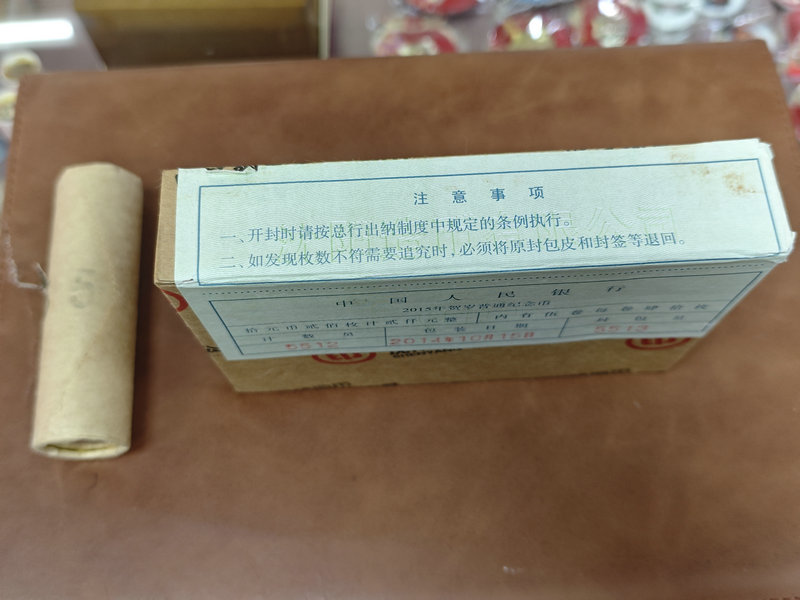 注意事项
一、开封时请按总行出纳制度中规定的条例执行。
二、如发现枚数不符需要追究时,必须将原封包皮和封签等退回。
中国人民银行
2015年贺岁普通纪念币
拾元币贰佰枚计贰仟元整 内有伍卷每卷肆拾枚
计数员 包装日期 封包员
5512 2014年10月15日 5513